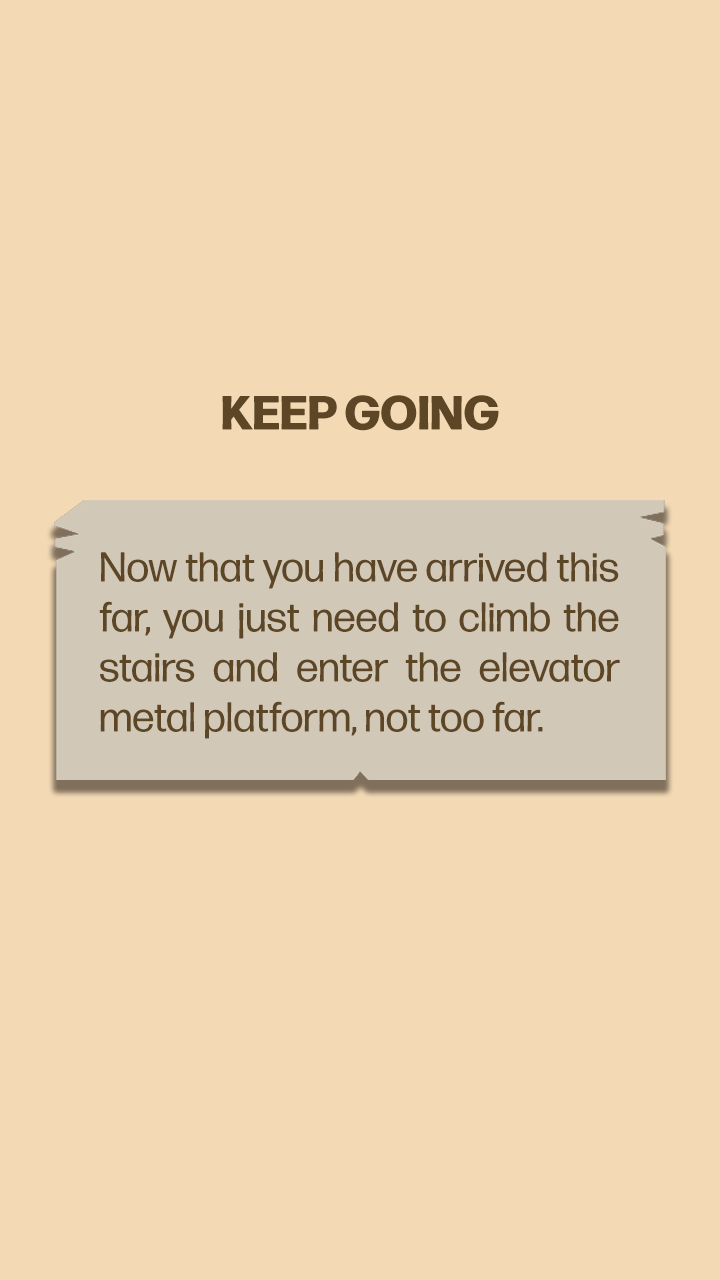 KEEP GOING
Now that you have arrived this
far, you just need to climb the
stairs and enter the elevator
metal platform, not too far.